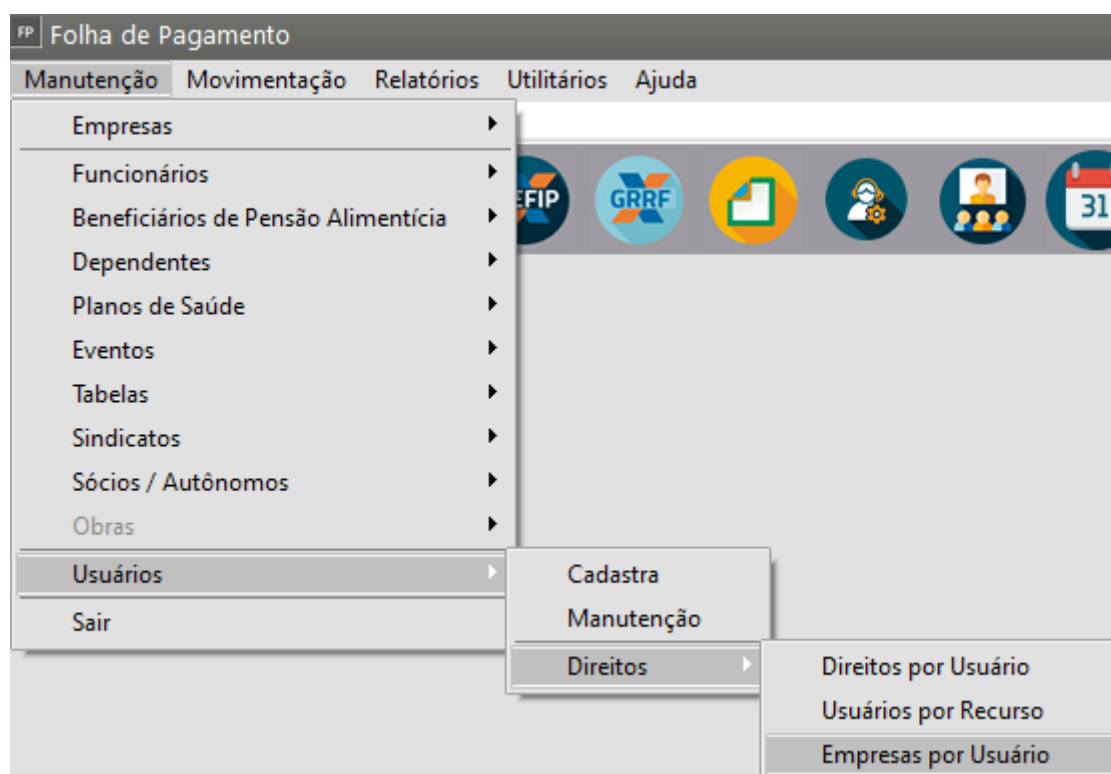 FP Folha de Pagamento
Manutenção Movimentação Relatórios Utilitários Ajuda
Empresas
Funcionários
EFIP GRRF 31
Beneficiários de Pensão Alimentícia
Dependentes
Planos de Saúde
Eventos
Tabelas
Sindicatos
Sócios / Autônomos
Obras
Usuários
Sair
Cadastra
Manutenção
Direitos
Direitos por Usuário
Usuários por Recurso
Empresas por Usuário